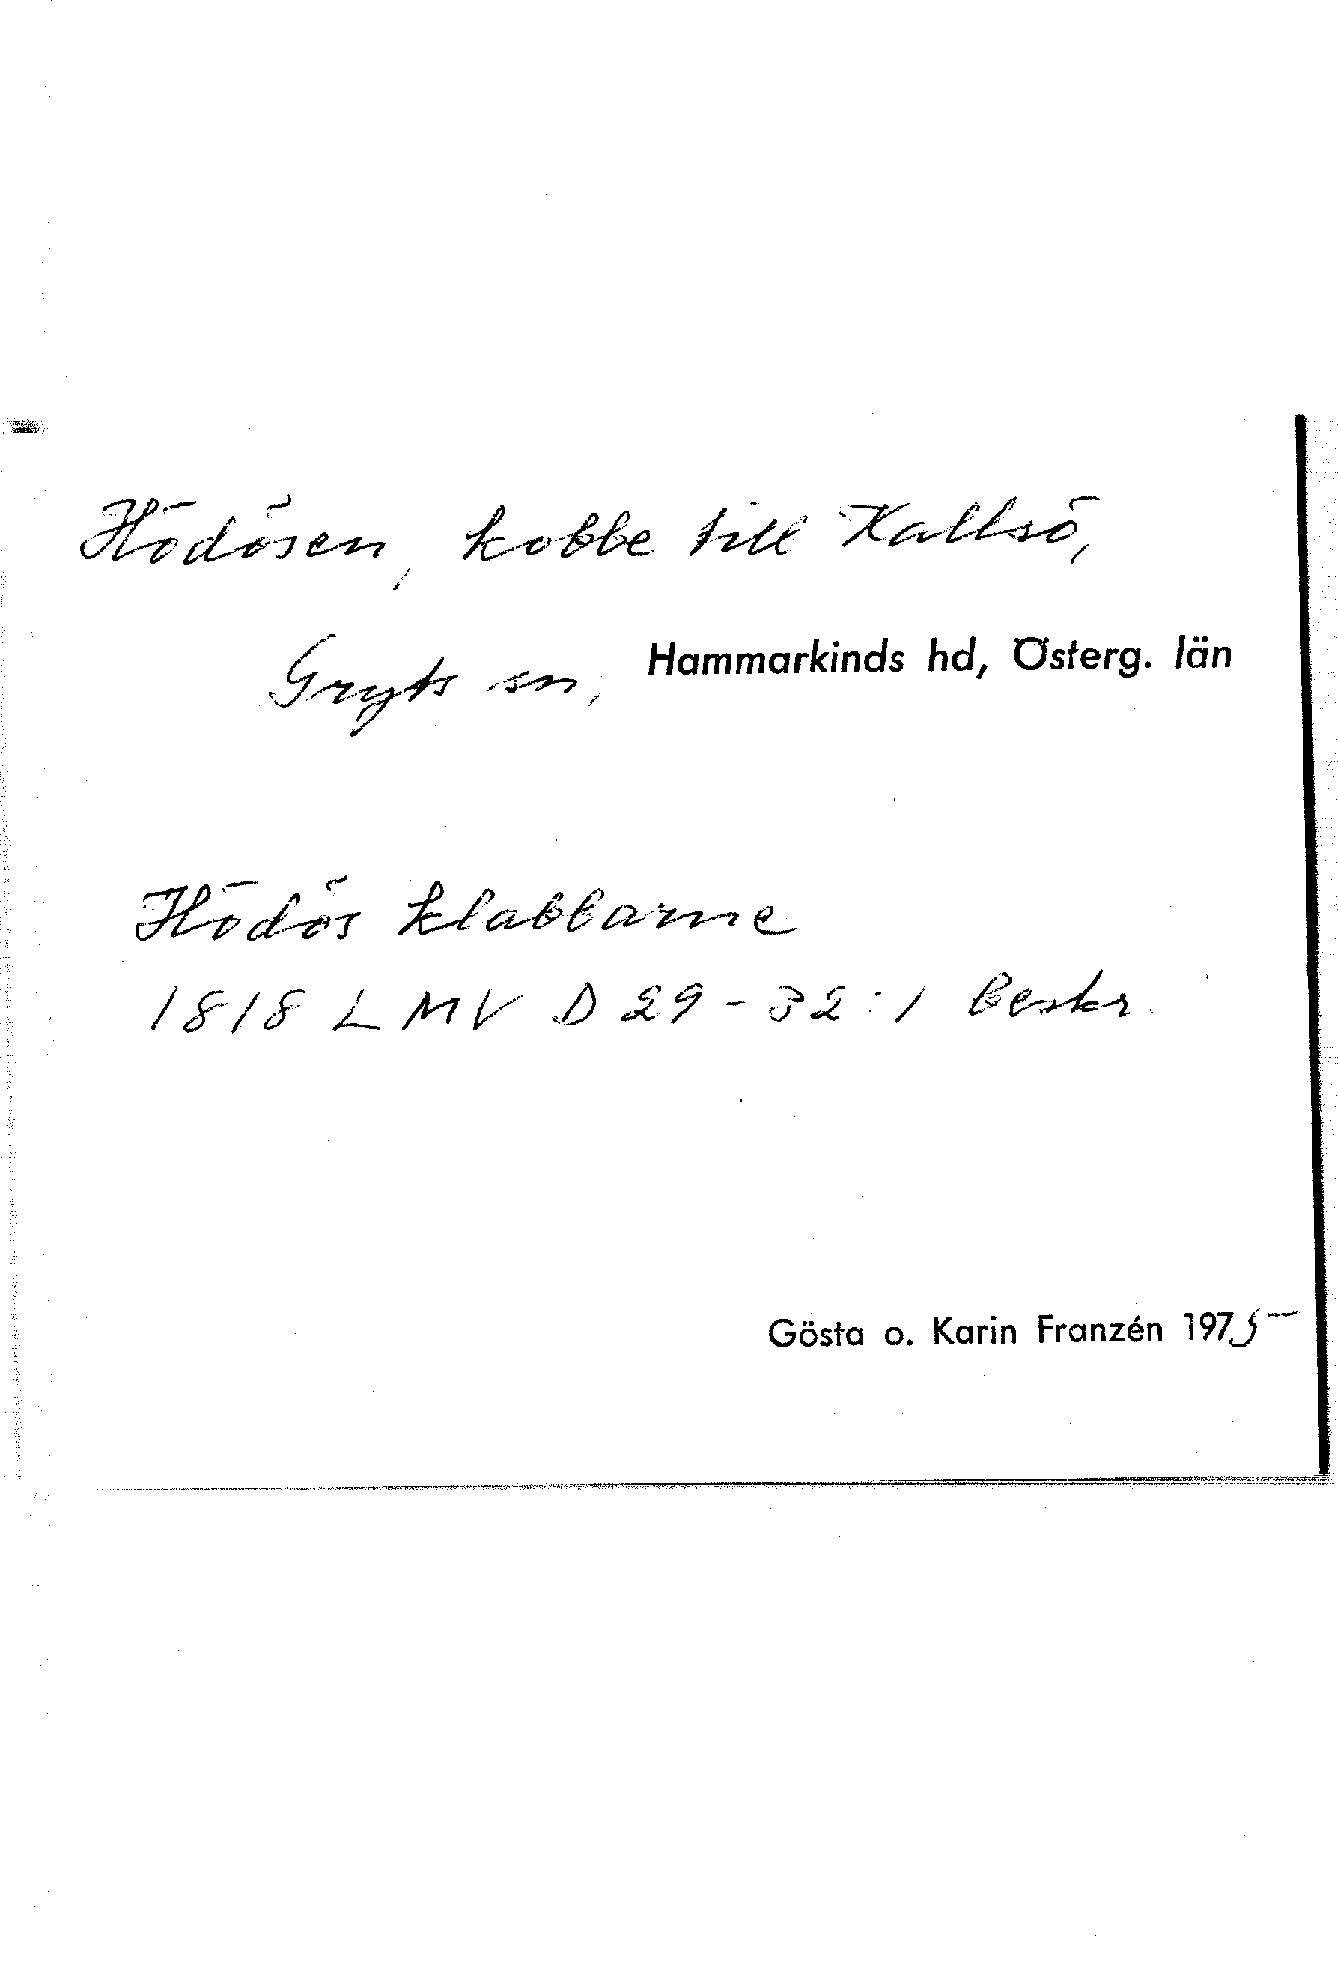 Hödösen, kobbe till Kallsö,
Gryts sn, Hammarkinds hd, Österg. län
Hödös klabbarne
1818 LMV D 29-32:1 beskr.
Gösta o. Karin Franzén 1975